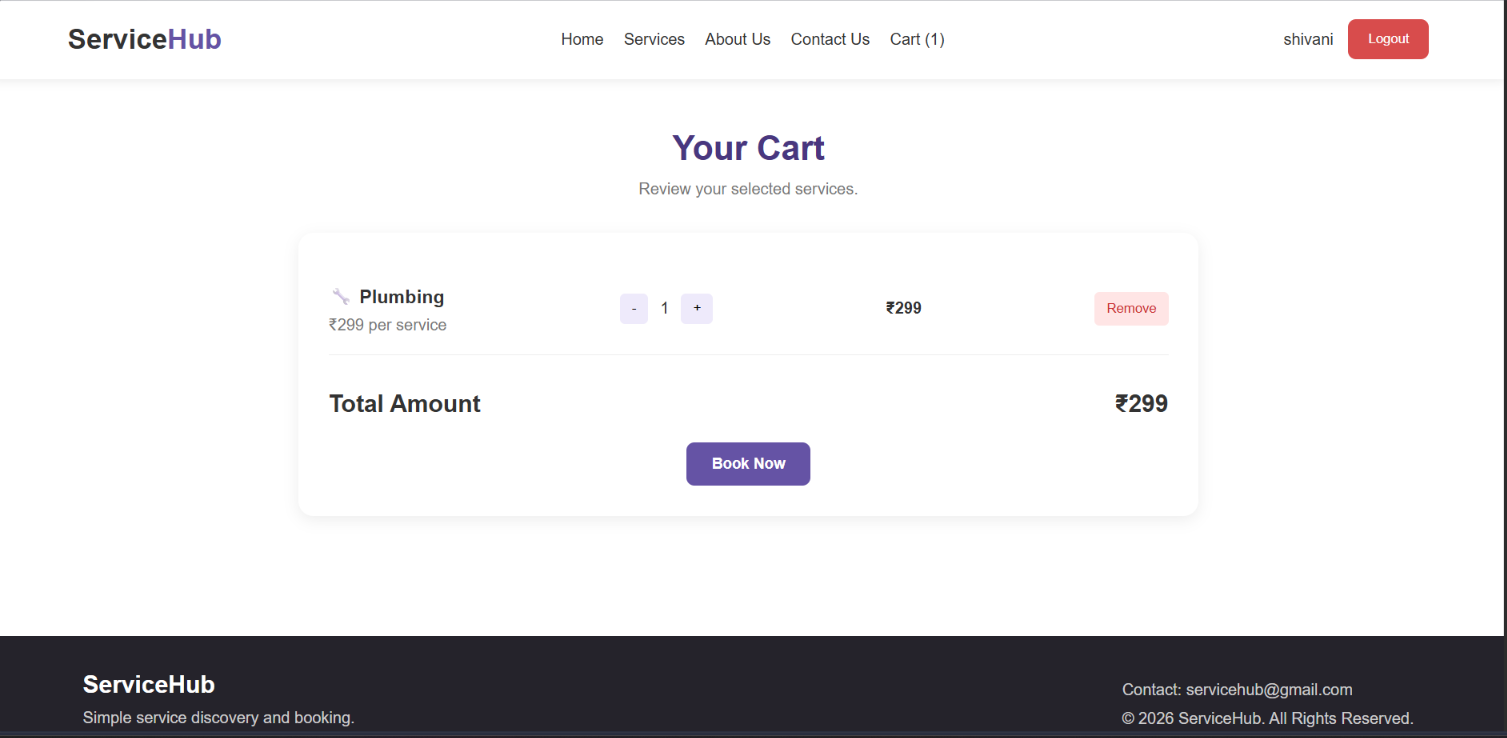 ServiceHub Home Services About Us Contact Us Cart (1) shivani Logout
Your Cart
Review your selected services.
Plumbing
₹299 per service
- 1 + ₹299 Remove
Total Amount ₹299
Book Now
ServiceHub
Simple service discovery and booking.
Contact: servicehub@gmail.com
© 2026 ServiceHub. All Rights Reserved.